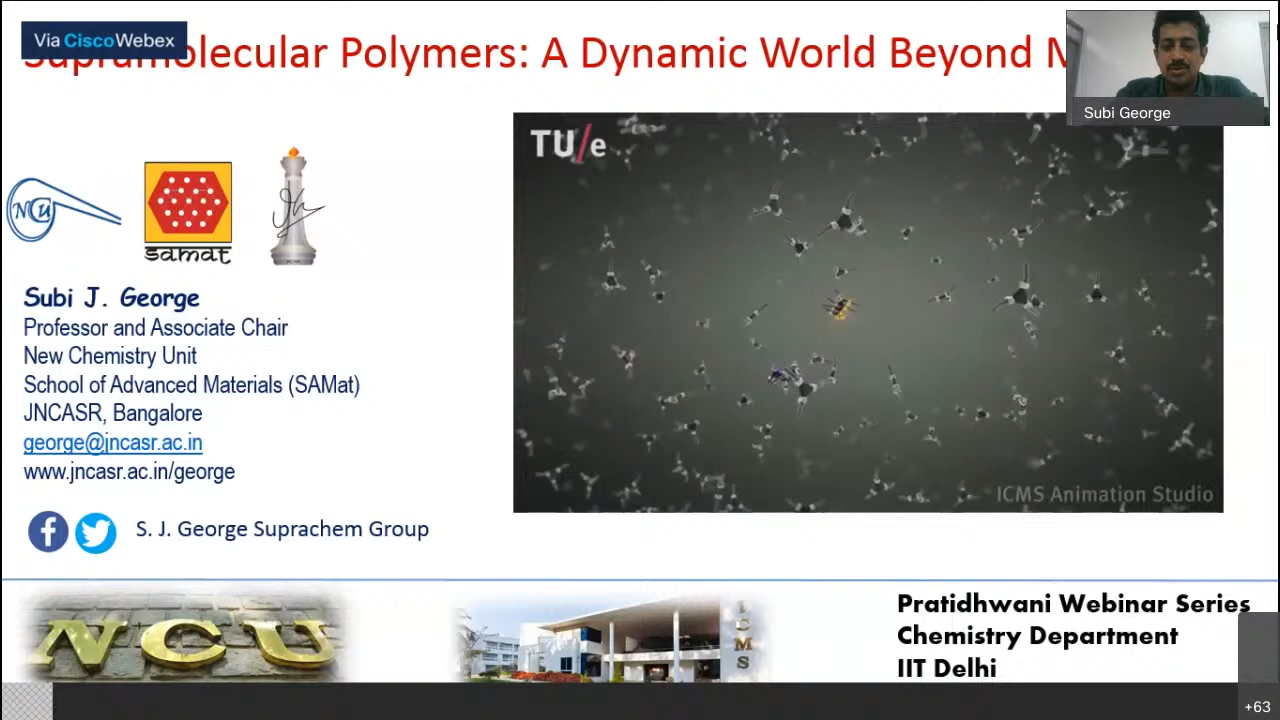 Via CiscoWebex
Supramolecular Polymers: A Dynamic World Beyond
Subi George
TU/e
NCU
samat
Subi J. George
Professor and Associate Chair
New Chemistry Unit
School of Advanced Materials (SAMat)
JNCASR, Bangalore
george@jncasr.ac.in
www.jncasr.ac.in/george
ICMS Animation Studio
S. J. George Suprachem Group
NCU
ICMS
Pratidhwani Webinar Series
Chemistry Department
IIT Delhi
+63